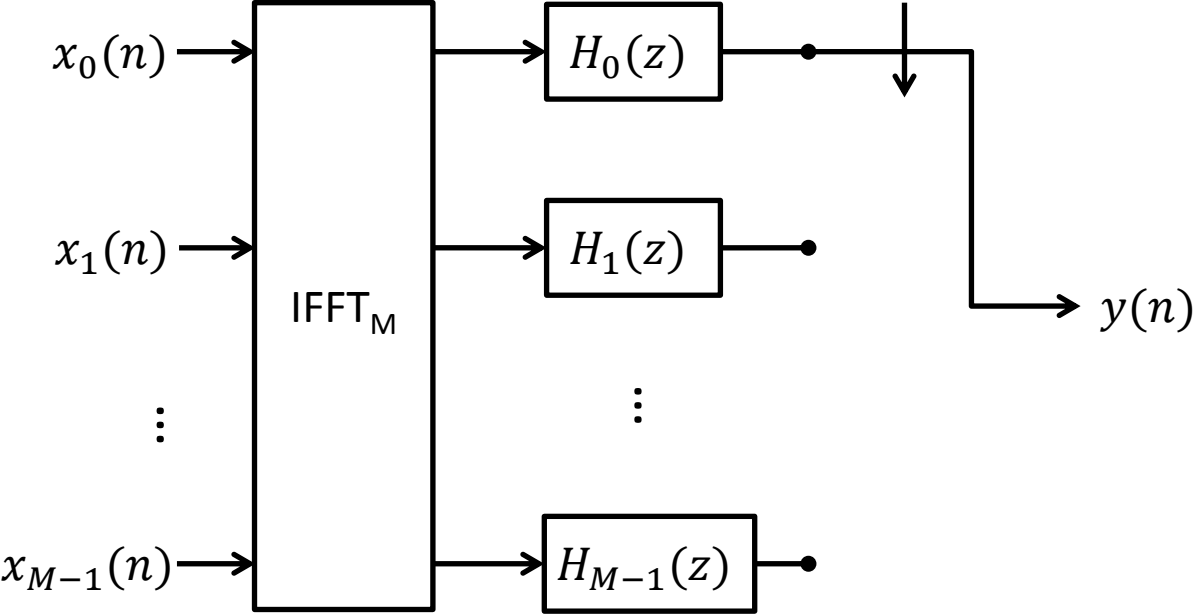 x₀(n) H₀(z)
x₁(n) H₁(z)
IFFT_M y(n)
⋮ ⋮
x_{M−1}(n) H_{M−1}(z)